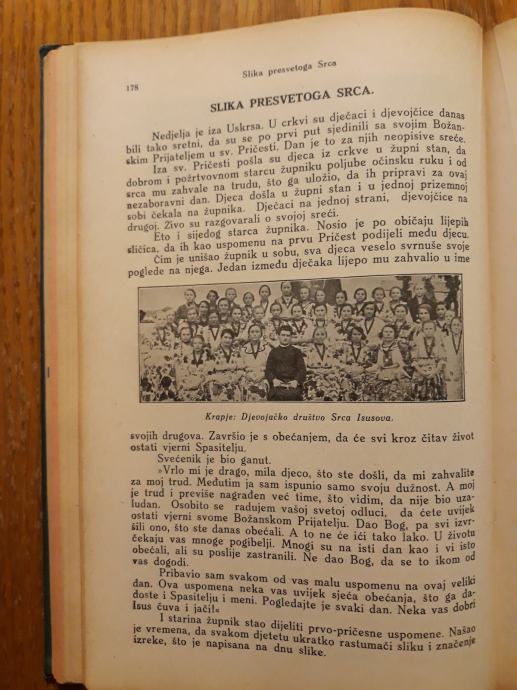 178
Slika presvetoga Srca
SLIKA PRESVETOGA SRCA.
Nedjelja je iza Uskrsa. U crkvi su dječaci i djevojčice danas
bili tako sretni, da su se po prvi put sjedinili sa svojim Božan-
skim Prijateljem u sv. Pričesti. Dan je to za njih neopisive sreće.
Iza sv. Pričesti pošla su djeca iz crkve u župni stan, da
dobrom i požrtvovnom starcu župniku poljube očinsku ruku i od
srca mu zahvale na trudu, što ga uložio, da ih pripravi za ovaj
nezaboravni dan. Djeca došla u župni stan i u jednoj prizemnoj
sobi čekala na župnika. Dječaci na jednoj strani, djevojčice na
drugoj. Živo su razgovarali o svojoj sreći.
Eto i sijedog starca župnika. Nosio je po običaju lijepih
sličica, da ih kao uspomenu na prvu Pričest podijeli među djecu.
Čim je unišao župnik u sobu, sva djeca veselo svrnuše svoje
poglede na njega. Jedan između dječaka lijepo mu zahvalio u ime
Krapje: Djevojačko društvo Srca Isusova.
svojih drugova. Završio je s obećanjem, da će svi kroz čitav život
ostati vjerni Spasitelju.
Svećenik je bio ganut.
»Vrlo mi je drago, mila djeco, što ste došli, da mi zahvalite
za moj trud. Međutim ja sam ispunio samo svoju dužnost. A moj
je trud i previše nagrađen već time, što vidim, da nije bio uza-
ludan. Osobito se radujem vašoj svetoj odluci, da ćete uvijek
ostati vjerni svome Božanskom Prijatelju. Dao Bog, pa svi izvr-
šili ono, što ste danas obećali. A to ne će ići tako lako. U životu
čekaju vas mnoge pogibelji. Mnogi su na isti dan kao i vi isto
obećali, ali su poslije zastranili. Ne dao Bog, da se to ikom od
vas dogodi.
Pribavio sam svakom od vas malu uspomenu na ovaj veliki
dan. Ova uspomena neka vas uvijek sjeća obećanja, što ga da-
doste i Spasitelju i meni. Pogledajte je svaki dan. Neka vas dobri
Isus čuva i jači!«
I starina župnik stao dijeliti prvo-pričesne uspomene. Našao
je vremena, da svakom djetetu ukratko rastumači sliku i značenje
izreke, što je napisana na dnu slike.